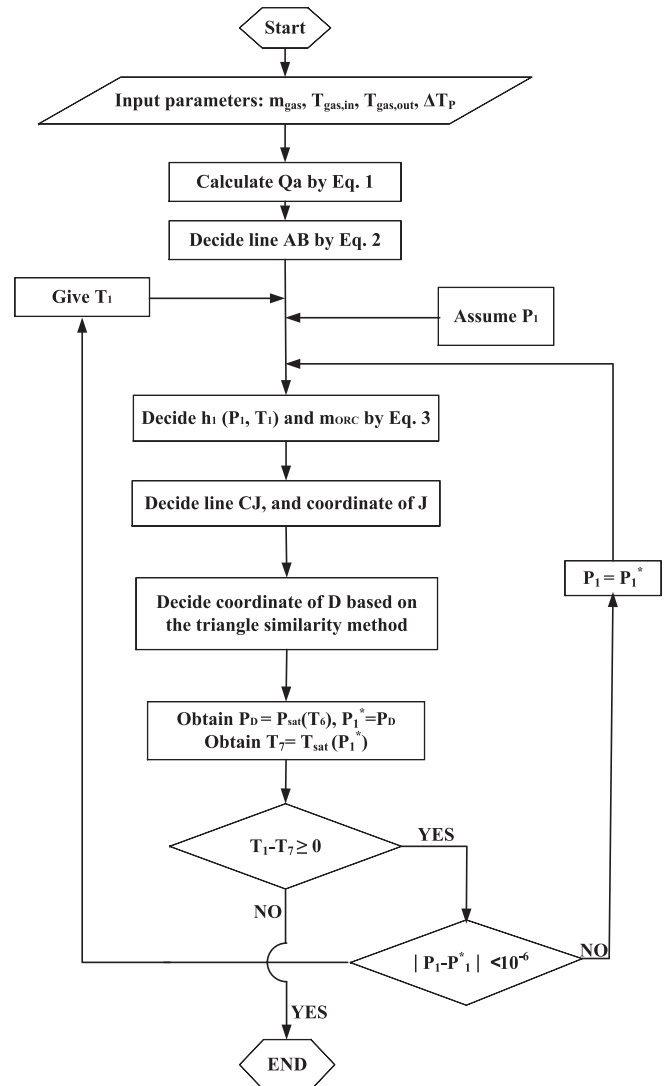 Start
Input parameters: mgas, Tgas,in, Tgas,out, ΔTP
Calculate Qa by Eq. 1
Decide line AB by Eq. 2
Give T1
Assume P1
Decide h1 (P1, T1) and mORC by Eq. 3
Decide line CJ, and coordinate of J
P1 = P1*
Decide coordinate of D based on
the triangle similarity method
Obtain PD = Psat(T6), P1*=PD
Obtain T7= Tsat (P1*)
YES
T1-T7 ≥ 0
NO
NO
| P1-P*1 | <10-6
YES
END